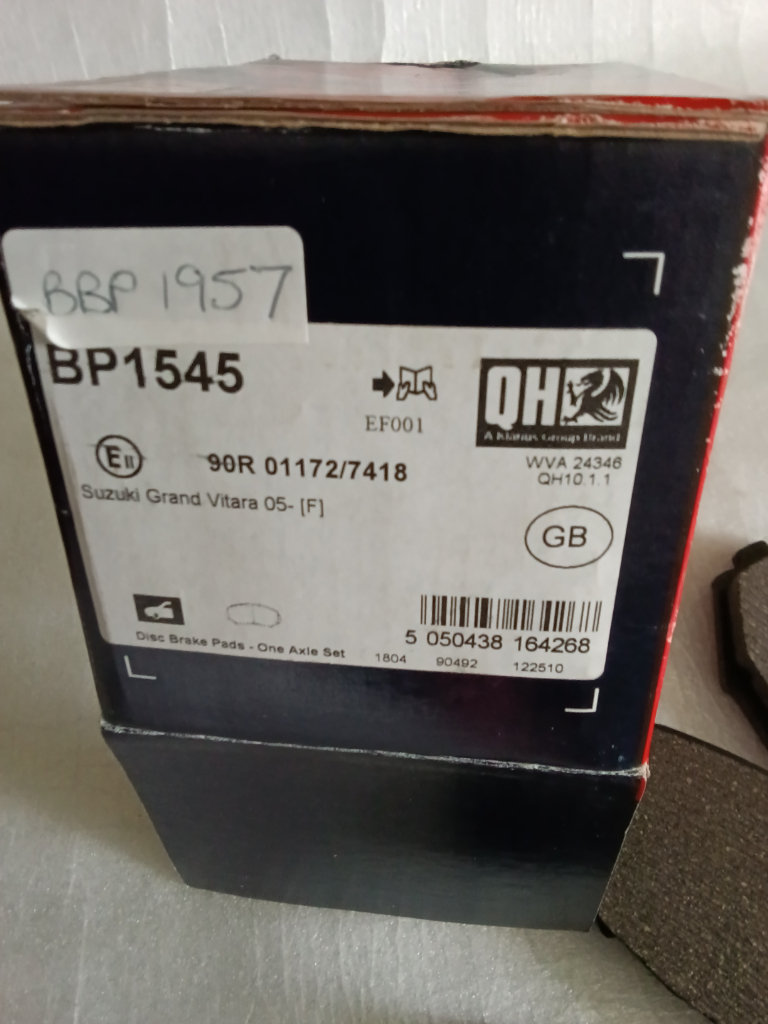 BBP 1957
BP1545
EF001
QH
A Klarius Group Brand
E11
90R 01172/7418
WVA 24346
QH10.1.1
Suzuki Grand Vitara 05- [F]
GB
Disc Brake Pads - One Axle Set
5 050438 164268
1804 90492 122510